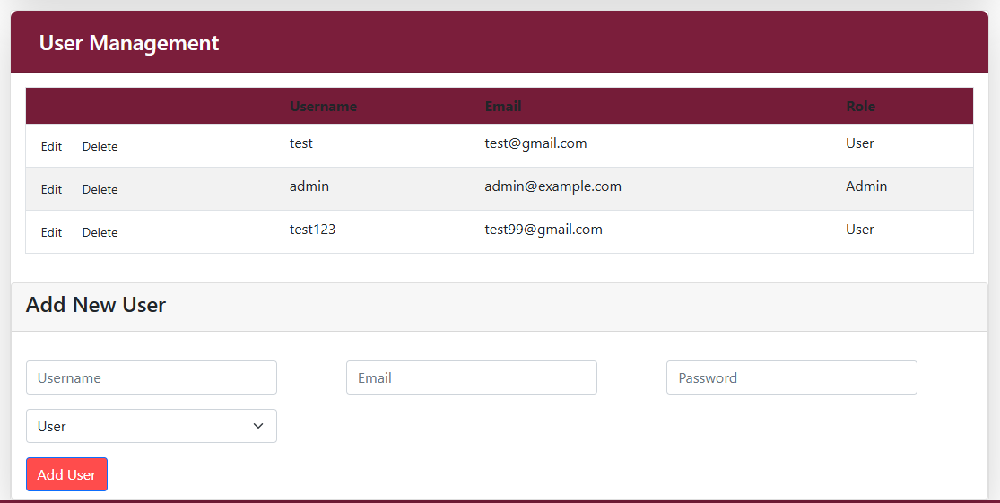 User Management
Username Email Role
Edit Delete test test@gmail.com User
Edit Delete admin admin@example.com Admin
Edit Delete test123 test99@gmail.com User
Add New User
Username Email Password
User
Add User